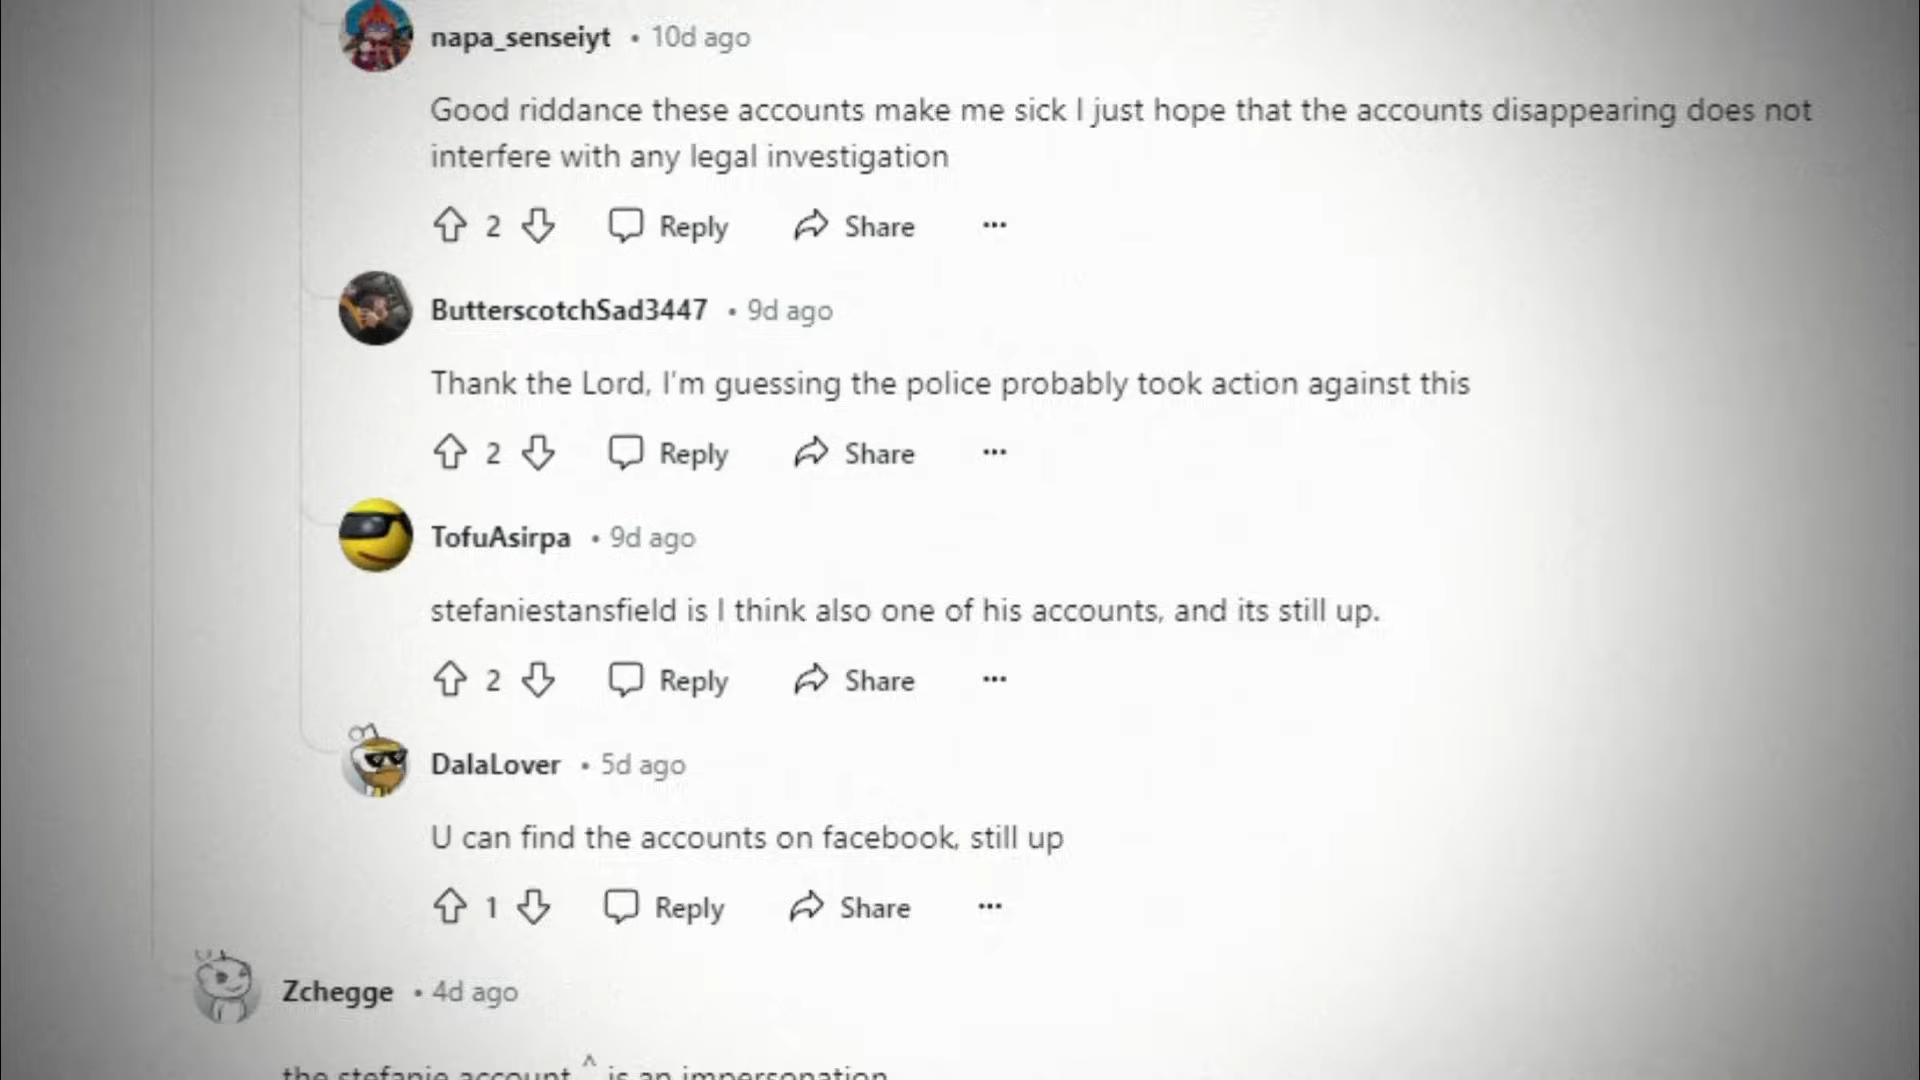 napa_senseiyt • 10d ago
Good riddance these accounts make me sick I just hope that the accounts disappearing does not
interfere with any legal investigation
2 Reply Share ...
ButterscotchSad3447 • 9d ago
Thank the Lord, I'm guessing the police probably took action against this
2 Reply Share ...
TofuAsirpa • 9d ago
stefaniestansfield is I think also one of his accounts, and its still up.
2 Reply Share ...
DalaLover • 5d ago
U can find the accounts on facebook, still up
1 Reply Share ...
Zchegge • 4d ago
the stefanie account ^ is an impersonation